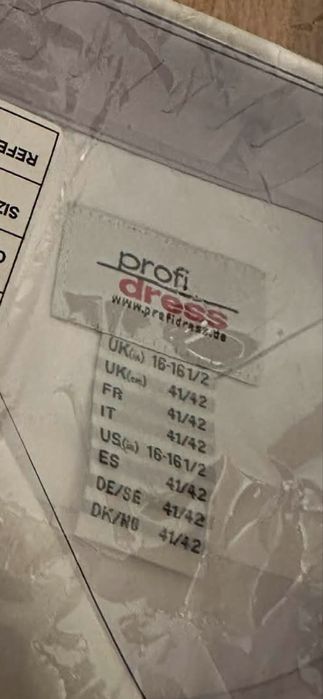 REFE
SIZ
profi
dress
www.profidress.de
UK(in) 16-16 1/2
UK(cm) 41/42
FR 41/42
IT 41/42
US(in) 16-16 1/2
ES 41/42
DE/SE 41/42
DK/NO 41/42